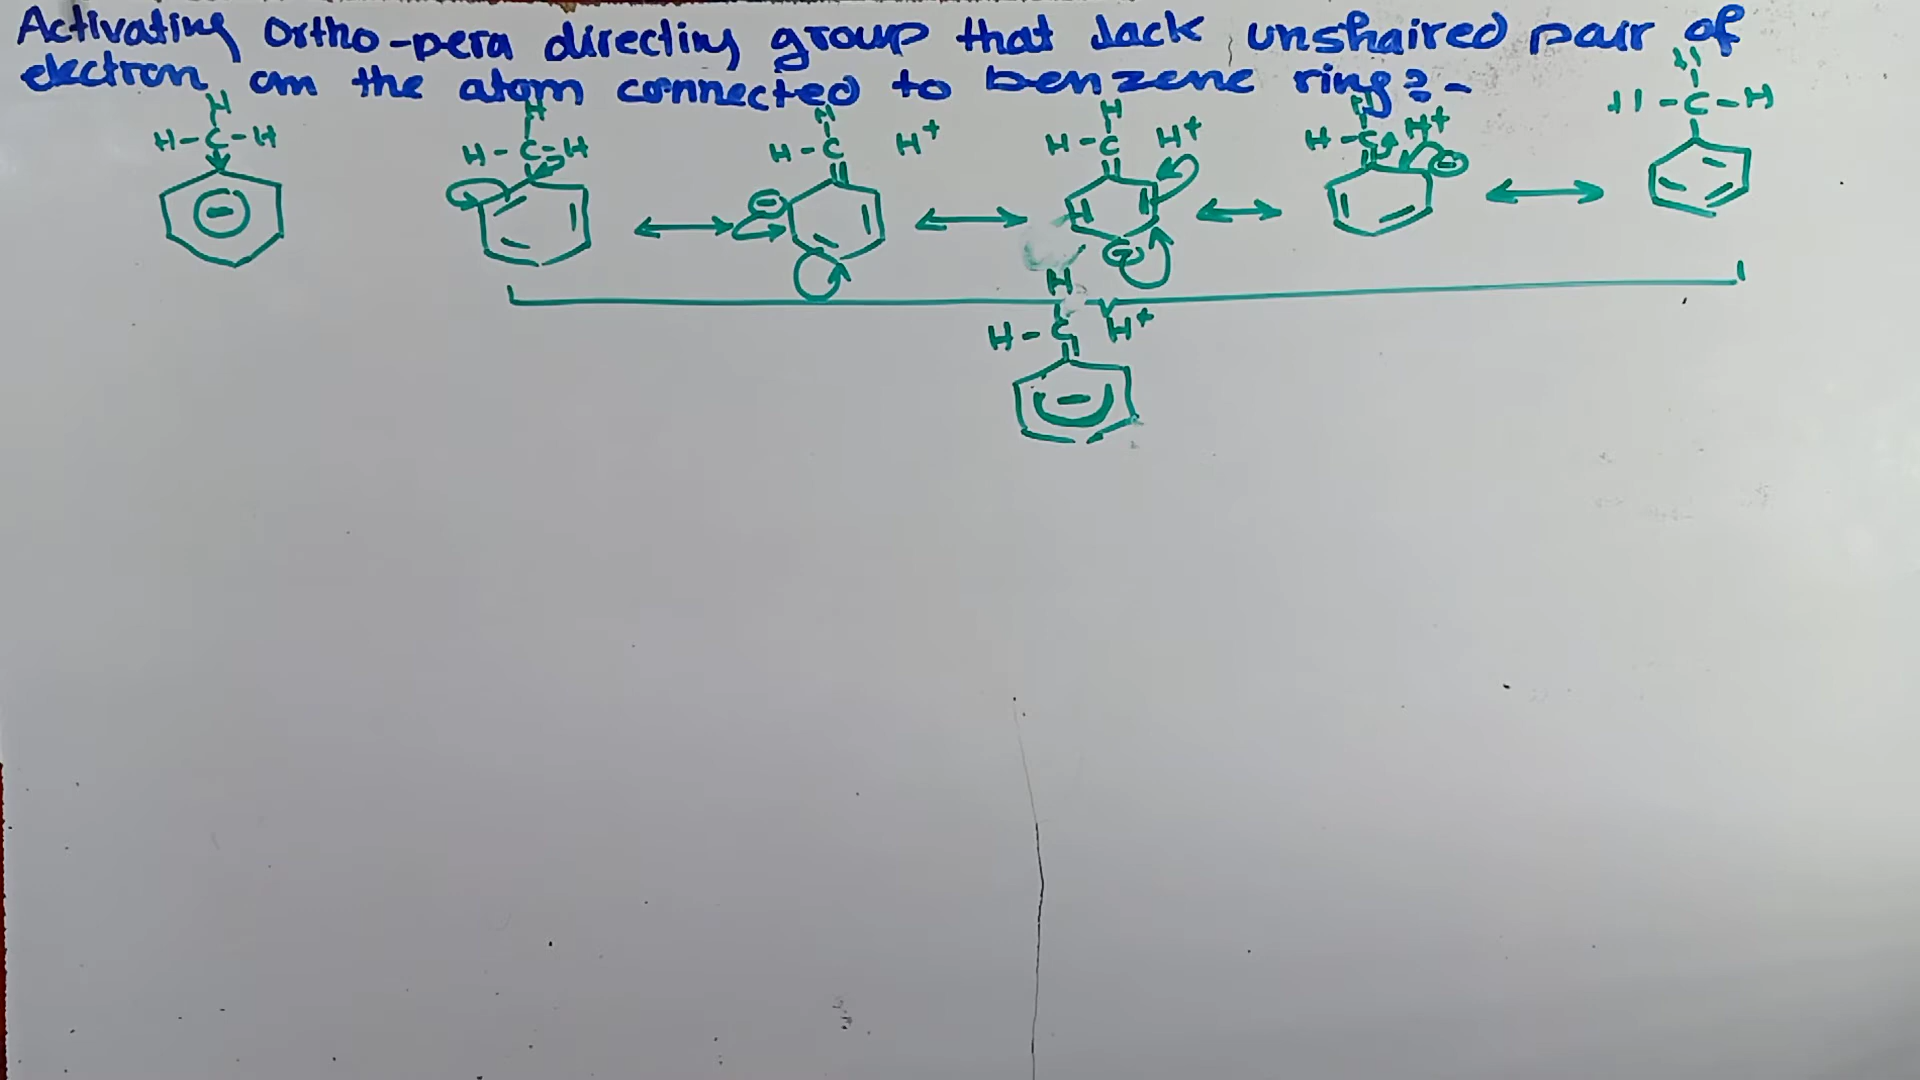 Activating ortho-pera directing group that lack unshaired pair of
electron on the atom connected to benzene ring?-
H H H H H H
H-C-H H-C-H H-C H+ H-C H+ H-C H+ H-C-H
H
H-C H+